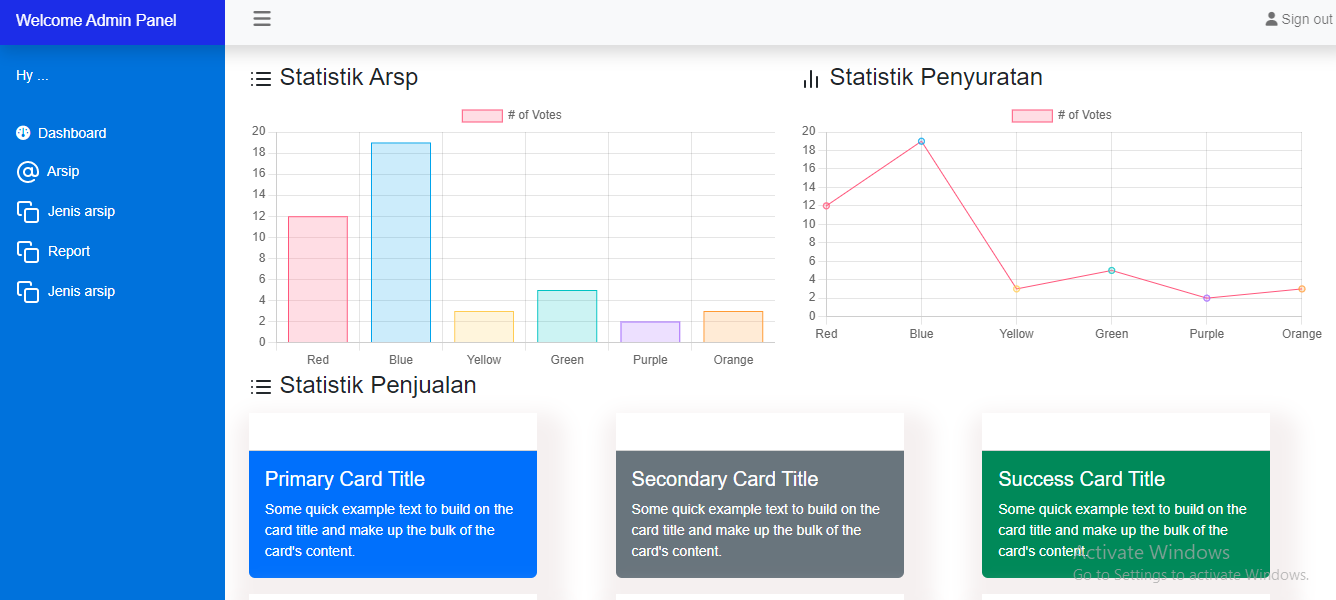 Welcome Admin Panel
Sign out
Hy ...
Dashboard
Arsip
Jenis arsip
Report
Jenis arsip
Statistik Arsp
# of Votes
20
18
16
14
12
10
8
6
4
2
0
Red Blue Yellow Green Purple Orange
Statistik Penyuratan
# of Votes
20
18
16
14
12
10
8
6
4
2
0
Red Blue Yellow Green Purple Orange
Statistik Penjualan
Primary Card Title
Some quick example text to build on the
card title and make up the bulk of the
card's content.
Secondary Card Title
Some quick example text to build on the
card title and make up the bulk of the
card's content.
Success Card Title
Some quick example text to build on the
card title and make up the bulk of the
card's content.
Activate Windows
Go to Settings to activate Windows.